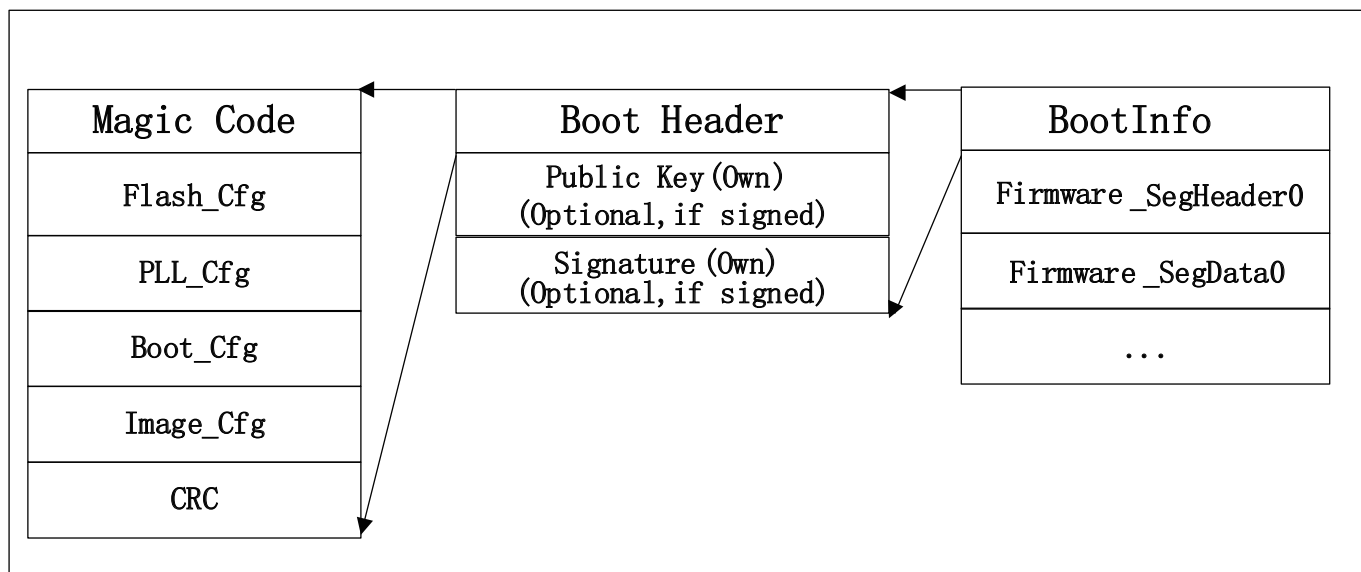 Magic Code
Flash_Cfg
PLL_Cfg
Boot_Cfg
Image_Cfg
CRC
Boot Header
Public Key(Own)
(Optional,if signed)
Signature(Own)
(Optional,if signed)
BootInfo
Firmware_SegHeader0
Firmware_SegData0
...